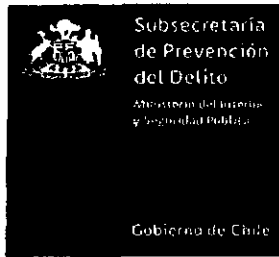 Subsecretaría
de Prevención
del Delito
Ministerio del Interior
y Seguridad Pública
Gobierno de Chile